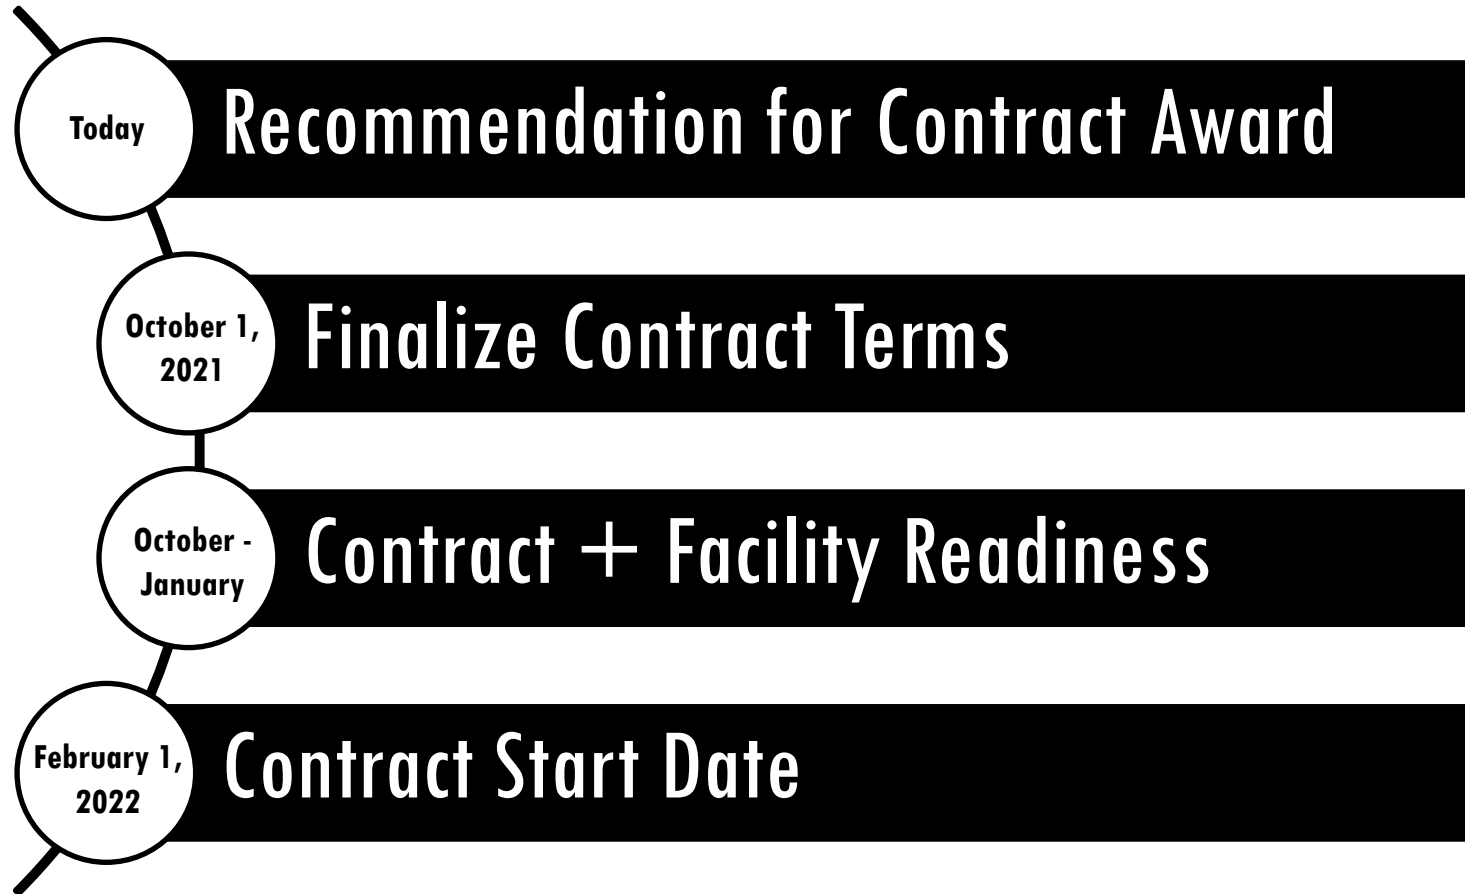 Today
Recommendation for Contract Award
October 1,
2021
Finalize Contract Terms
October -
January
Contract + Facility Readiness
February 1,
2022
Contract Start Date